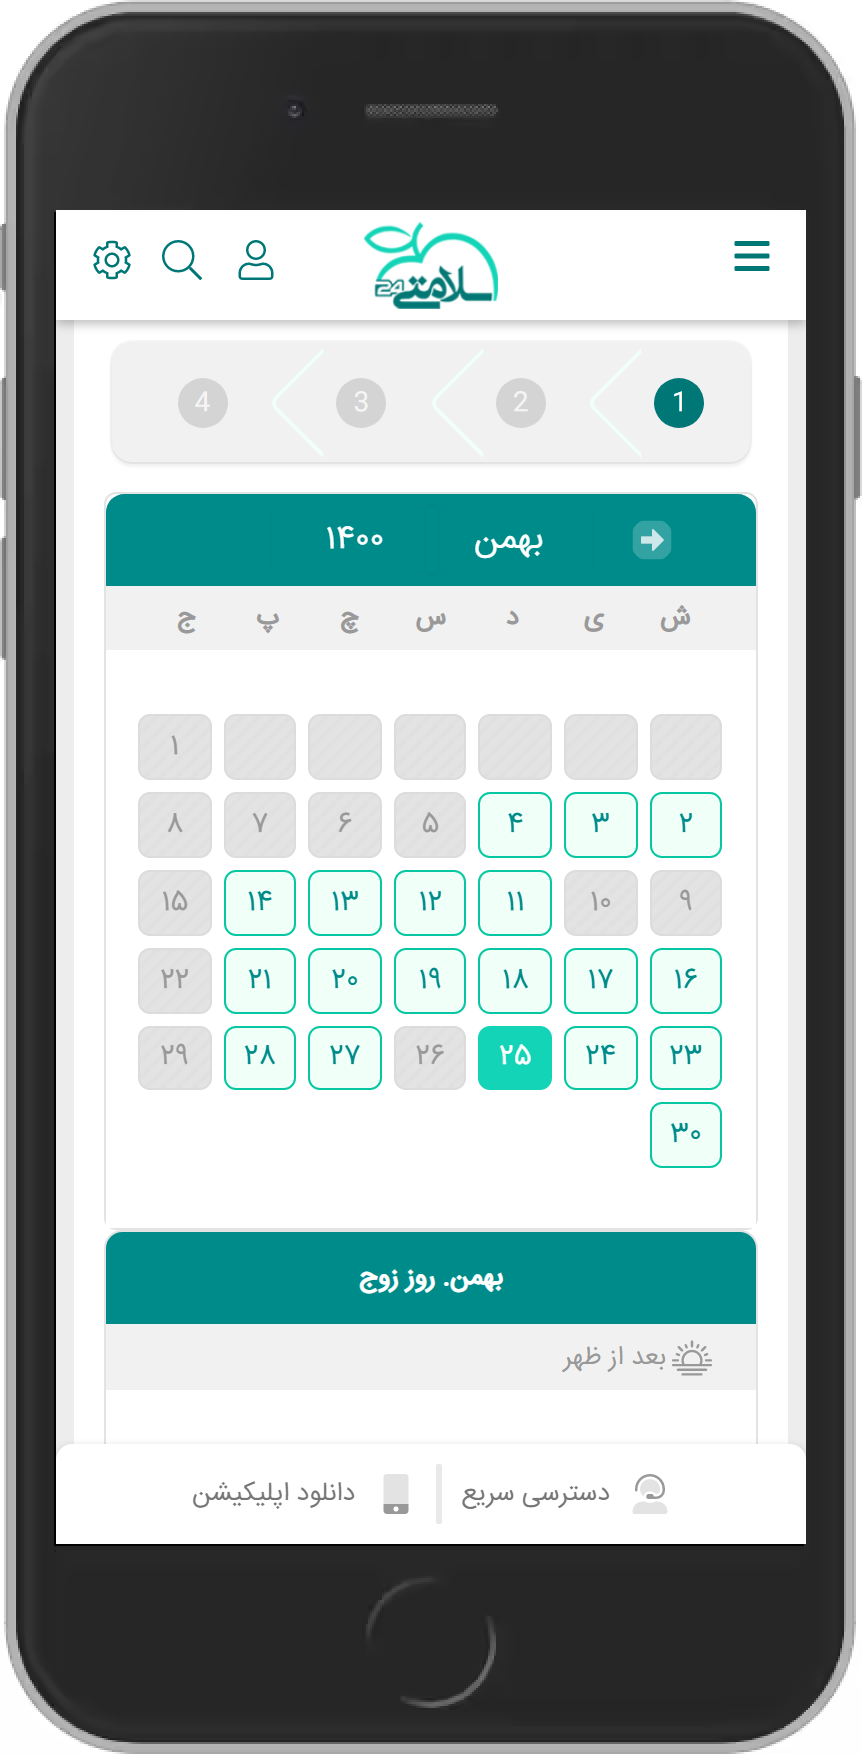 سلامتی 24
1 2 3 4
بهمن ۱۴۰۰
ش ی د س چ پ ج
۱
۲ ۳ ۴ ۵ ۶ ۷ ۸
۹ ۱۰ ۱۱ ۱۲ ۱۳ ۱۴ ۱۵
۱۶ ۱۷ ۱۸ ۱۹ ۲۰ ۲۱ ۲۲
۲۳ ۲۴ ۲۵ ۲۶ ۲۷ ۲۸ ۲۹
۳۰
بهمن. روز زوج
بعد از ظهر
دسترسی سریع
دانلود اپلیکیشن